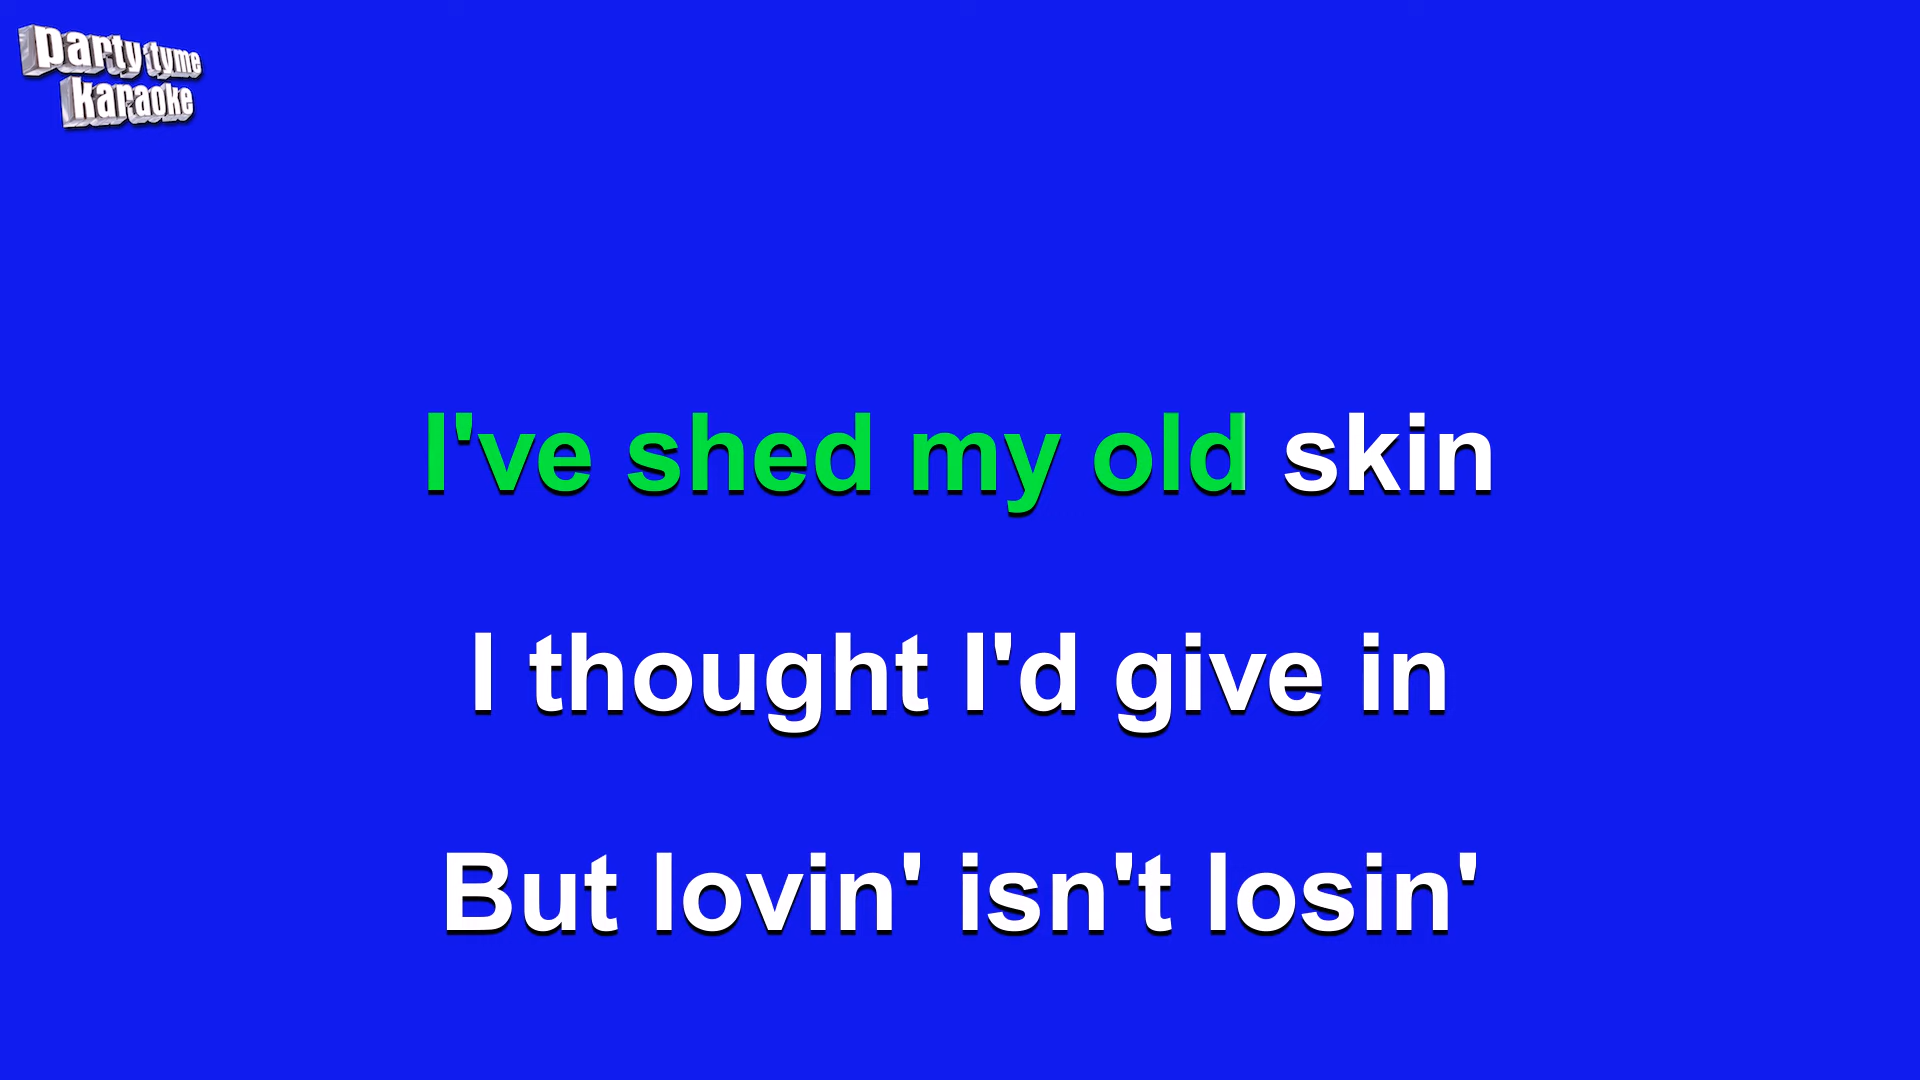 party tyme
karaoke
I've shed my old skin
I thought I'd give in
But lovin' isn't losin'